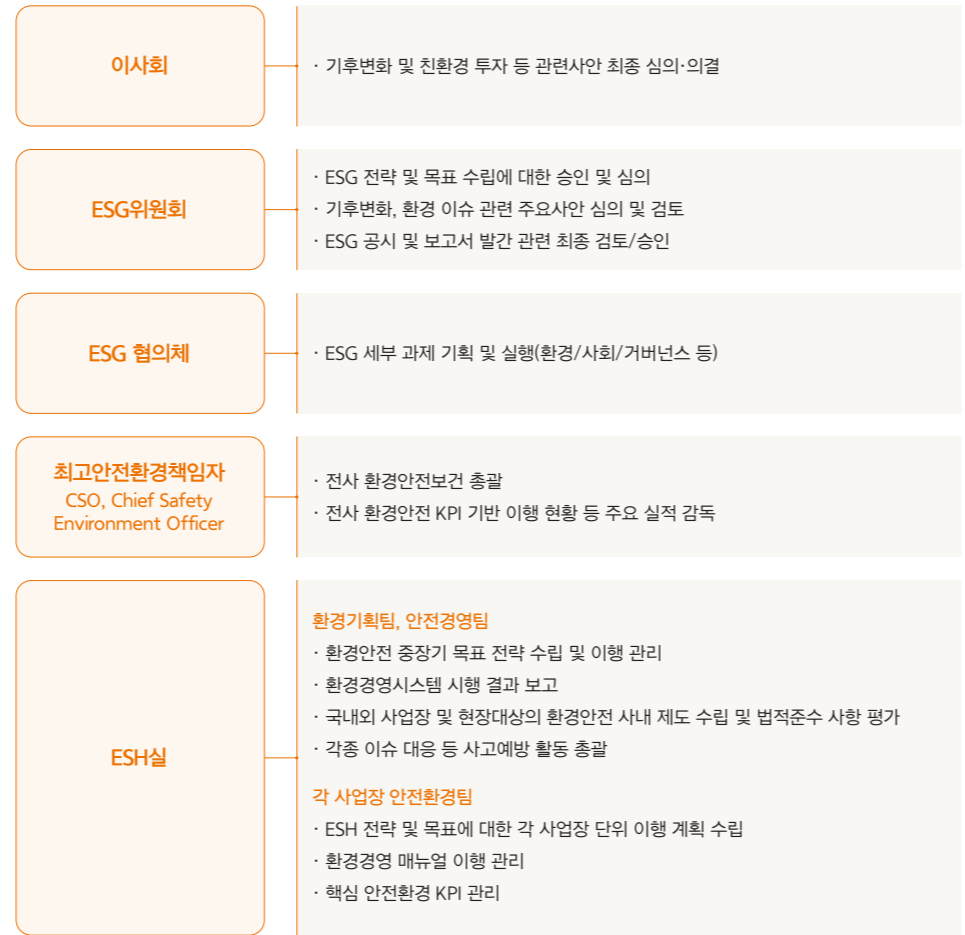 이사회
· 기후변화 및 친환경 투자 등 관련사안 최종 심의·의결
ESG위원회
· ESG 전략 및 목표 수립에 대한 승인 및 심의
· 기후변화, 환경 이슈 관련 주요사안 심의 및 검토
· ESG 공시 및 보고서 발간 관련 최종 검토/승인
ESG 협의체
· ESG 세부 과제 기획 및 실행(환경/사회/거버넌스 등)
최고안전환경책임자
CSO, Chief Safety
Environment Officer
· 전사 환경안전보건 총괄
· 전사 환경안전 KPI 기반 이행 현황 등 주요 실적 감독
ESH실
환경기획팀, 안전경영팀
· 환경안전 중장기 목표 전략 수립 및 이행 관리
· 환경경영시스템 시행 결과 보고
· 국내외 사업장 및 현장대상의 환경안전 사내 제도 수립 및 법적준수 사항 평가
· 각종 이슈 대응 등 사고예방 활동 총괄
각 사업장 안전환경팀
· ESH 전략 및 목표에 대한 각 사업장 단위 이행 계획 수립
· 환경경영 매뉴얼 이행 관리
· 핵심 안전환경 KPI 관리